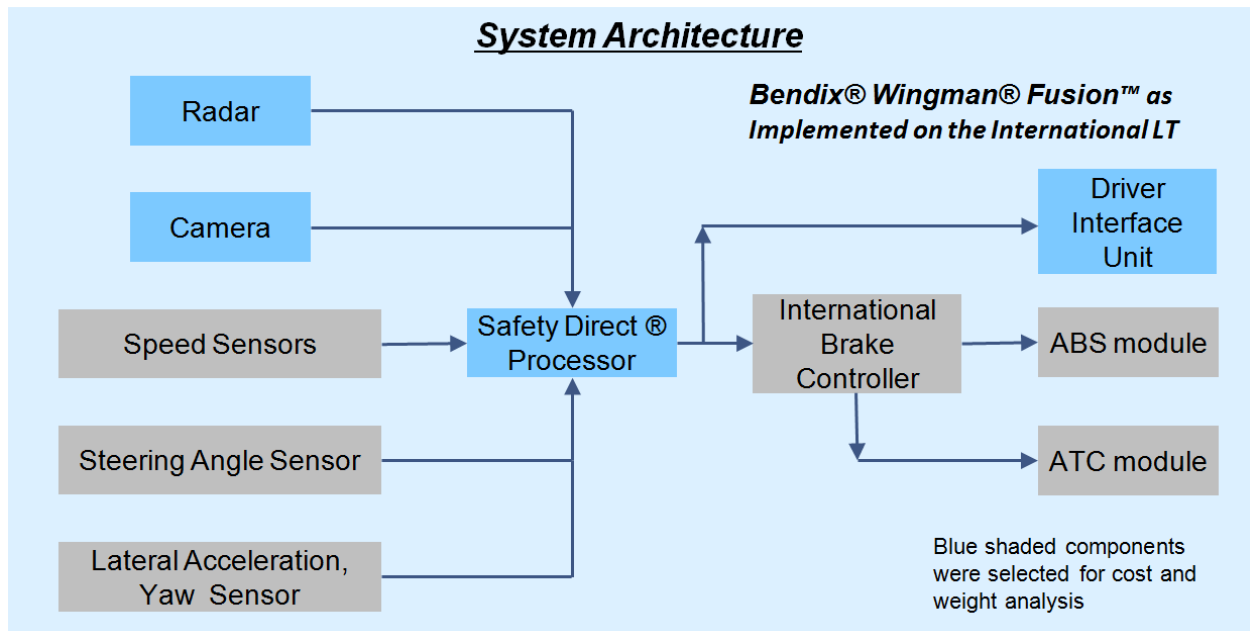 System Architecture
Bendix® Wingman® Fusion™ as
Implemented on the International LT
Radar
Camera
Speed Sensors
Steering Angle Sensor
Lateral Acceleration,
Yaw Sensor
Safety Direct ®
Processor
International
Brake
Controller
Driver
Interface
Unit
ABS module
ATC module
Blue shaded components
were selected for cost and
weight analysis